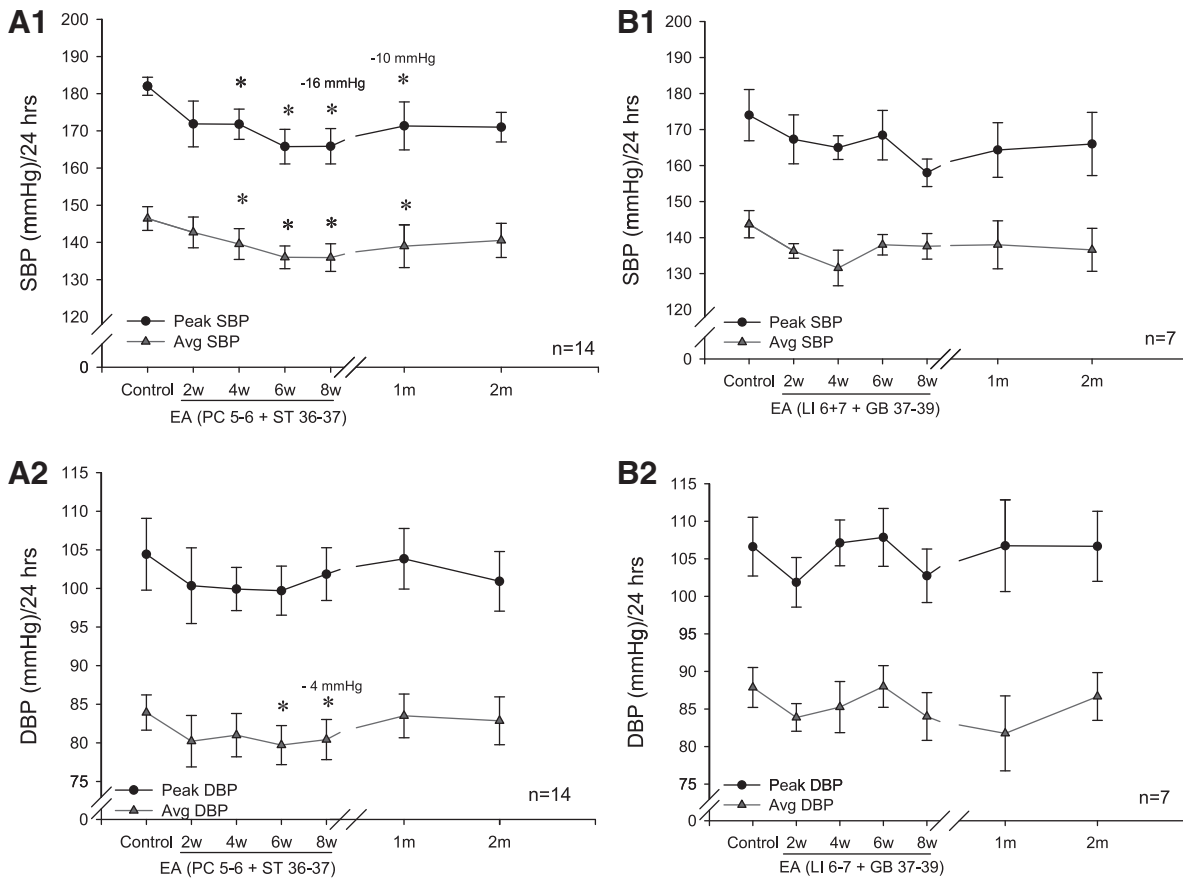 A1
SBP (mmHg)/24 hrs
200
190
180
170
160
150
140
130
120
0
*
-16 mmHg
-10 mmHg
*
*
*
*
*
*
*
Peak SBP
Avg SBP
n=14
Control 2w 4w 6w 8w 1m 2m
EA (PC 5-6 + ST 36-37)
B1
SBP (mmHg)/24 hrs
200
190
180
170
160
150
140
130
120
0
Peak SBP
Avg SBP
n=7
Control 2w 4w 6w 8w 1m 2m
EA (LI 6+7 + GB 37-39)
A2
DBP (mmHg)/24 hrs
115
110
105
100
95
90
85
80
75
0
- 4 mmHg
* *
Peak DBP
Avg DBP
n=14
Control 2w 4w 6w 8w 1m 2m
EA (PC 5-6 + ST 36-37)
B2
DBP (mmHg)/24 hrs
115
110
105
100
95
90
85
80
75
0
Peak DBP
Avg DBP
n=7
Control 2w 4w 6w 8w 1m 2m
EA (LI 6-7 + GB 37-39)